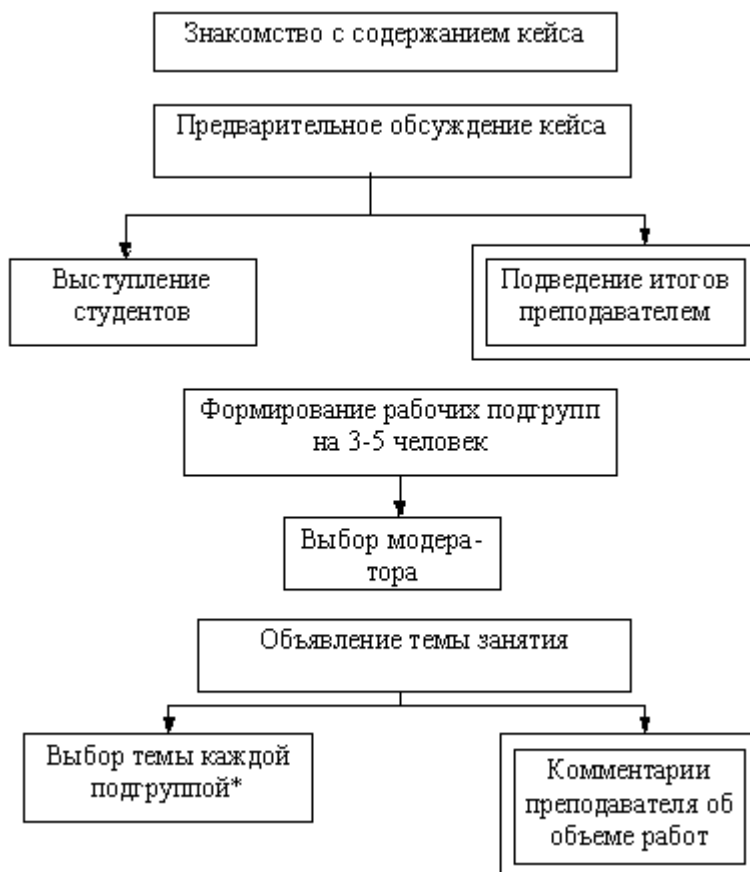 Знакомство с содержанием кейса
Предварительное обсуждение кейса
Выступление
студентов
Подведение итогов
преподавателем
Формирование рабочих подгрупп
на 3-5 человек
Выбор модера-
тора
Объявление темы занятия
Выбор темы каждой
подгруппой*
Комментарии
преподавателя об
объеме работ